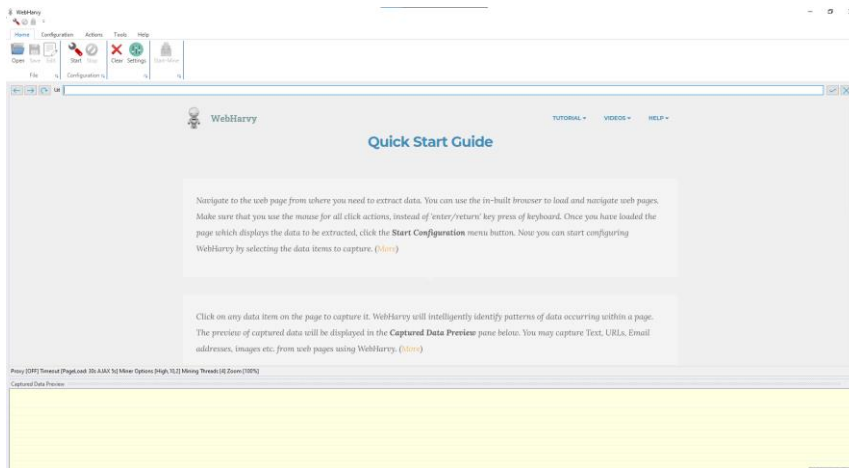 WebHarvy
Home Configuration Actions Tools Help
Open Save Edit Start Stop Clear Settings Start-Mine
File Configuration
Url
WebHarvy TUTORIAL VIDEOS HELP
Quick Start Guide
Navigate to the web page from where you need to extract data. You can use the in-built browser to load and navigate web pages.
Make sure that you use the mouse for all click actions, instead of 'enter/return' key press of keyboard. Once you have loaded the
page which displays the data to be extracted, click the Start Configuration menu button. Now you can start configuring
WebHarvy by selecting the data items to capture. (More)
Click on any data item on the page to capture it. WebHarvy will intelligently identify patterns of data occurring within a page.
The preview of captured data will be displayed in the Captured Data Preview pane below. You may capture Text, URLs, Email
addresses, images etc. from web pages using WebHarvy. (More)
Proxy [OFF] Timeout [PageLoad: 30s AJAX 5s] Miner Options [High,10,2] Mining Threads [4] Zoom [100%]
Captured Data Preview